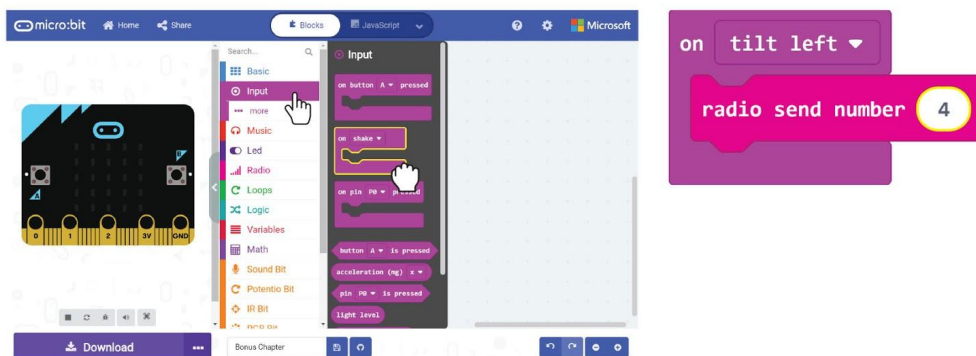 micro:bit Home Share Blocks JavaScript Microsoft
Search...
Basic
Input
more
Music
Led
Radio
Loops
Logic
Variables
Math
Sound Bit
Potentio Bit
IR Bit
Input
on button A pressed
on shake
on pin P0 pressed
button A is pressed
acceleration (mg) x
pin P0 is pressed
light level
A
B
0 1 2 3V GND
Download
Bonus Chapter
on tilt left
radio send number 4